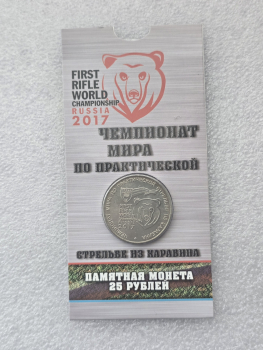 FIRST
RIFLE
WORLD
CHAMPIONSHIP
RUSSIA
2017
ЧЕМПИОНАТ
МИРА
ПО ПРАКТИЧЕСКОЙ
СТРЕЛЬБЕ ИЗ КАРАБИНА
ПАМЯТНАЯ МОНЕТА
25 РУБЛЕЙ